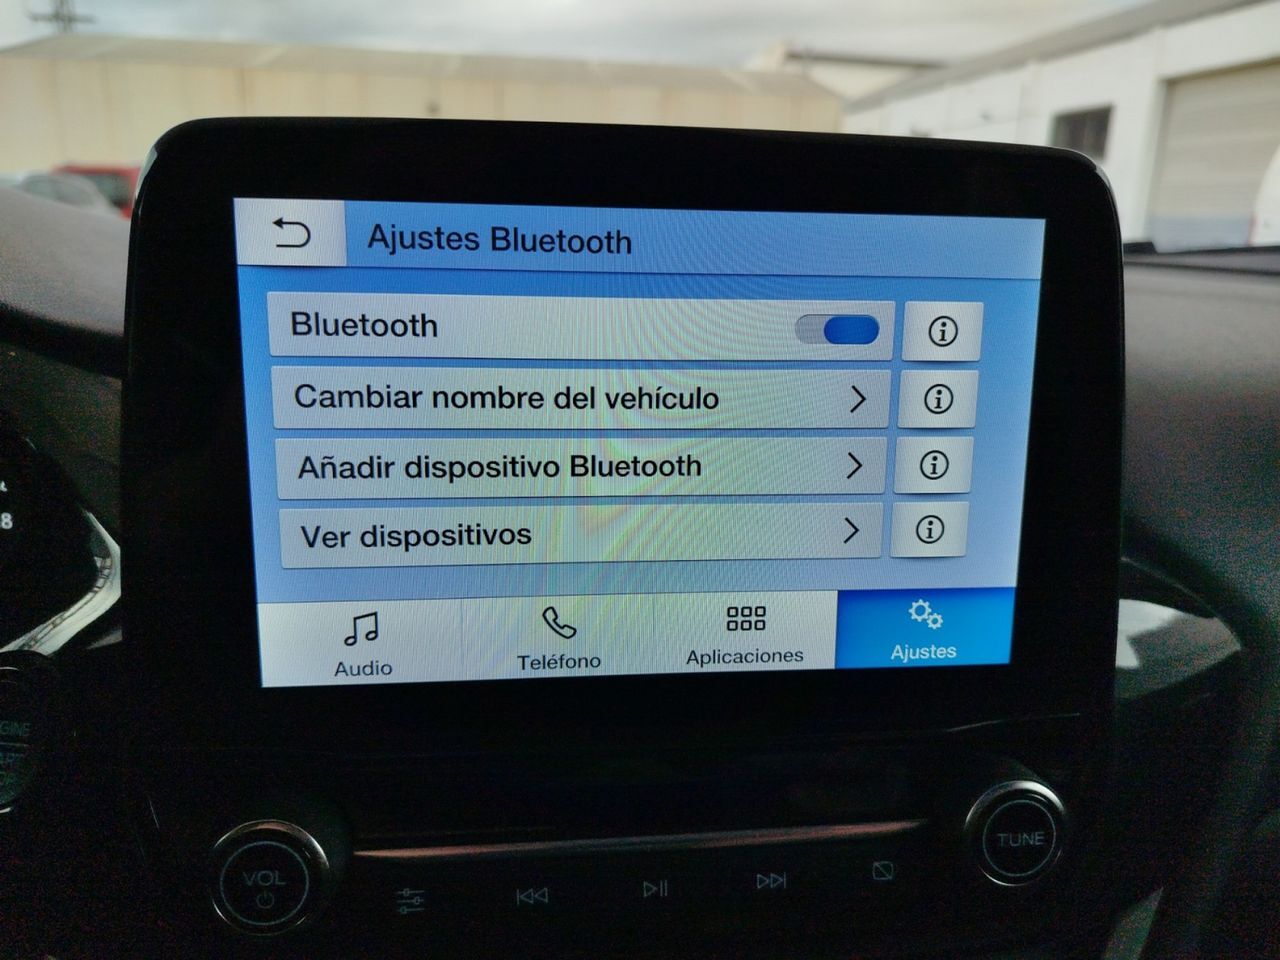 Ajustes Bluetooth
Bluetooth
Cambiar nombre del vehículo
Añadir dispositivo Bluetooth
Ver dispositivos
Audio
Teléfono
Aplicaciones
Ajustes
VOL
TUNE